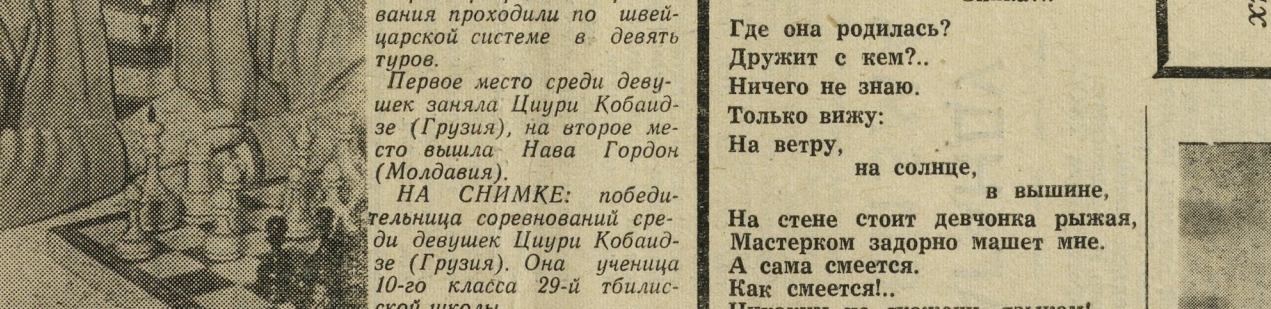 вания проходили по швей-
царской системе в девять
туров.
Первое место среди деву-
шек заняла Циури Кобаид-
зе (Грузия), на второе ме-
сто вышла Нава Гордон
(Молдавия).
НА СНИМКЕ: победи-
тельница соревнований сре-
ди девушек Циури Кобаид-
зе (Грузия). Она ученица
10-го класса 29-й тбилис-
ской школы.
Где она родилась?
Дружит с кем?..
Ничего не знаю.
Только вижу:
На ветру,
на солнце,
в вышине,
На стене стоит девчонка рыжая,
Мастерком задорно машет мне.
А сама смеется.
Как смеется!..